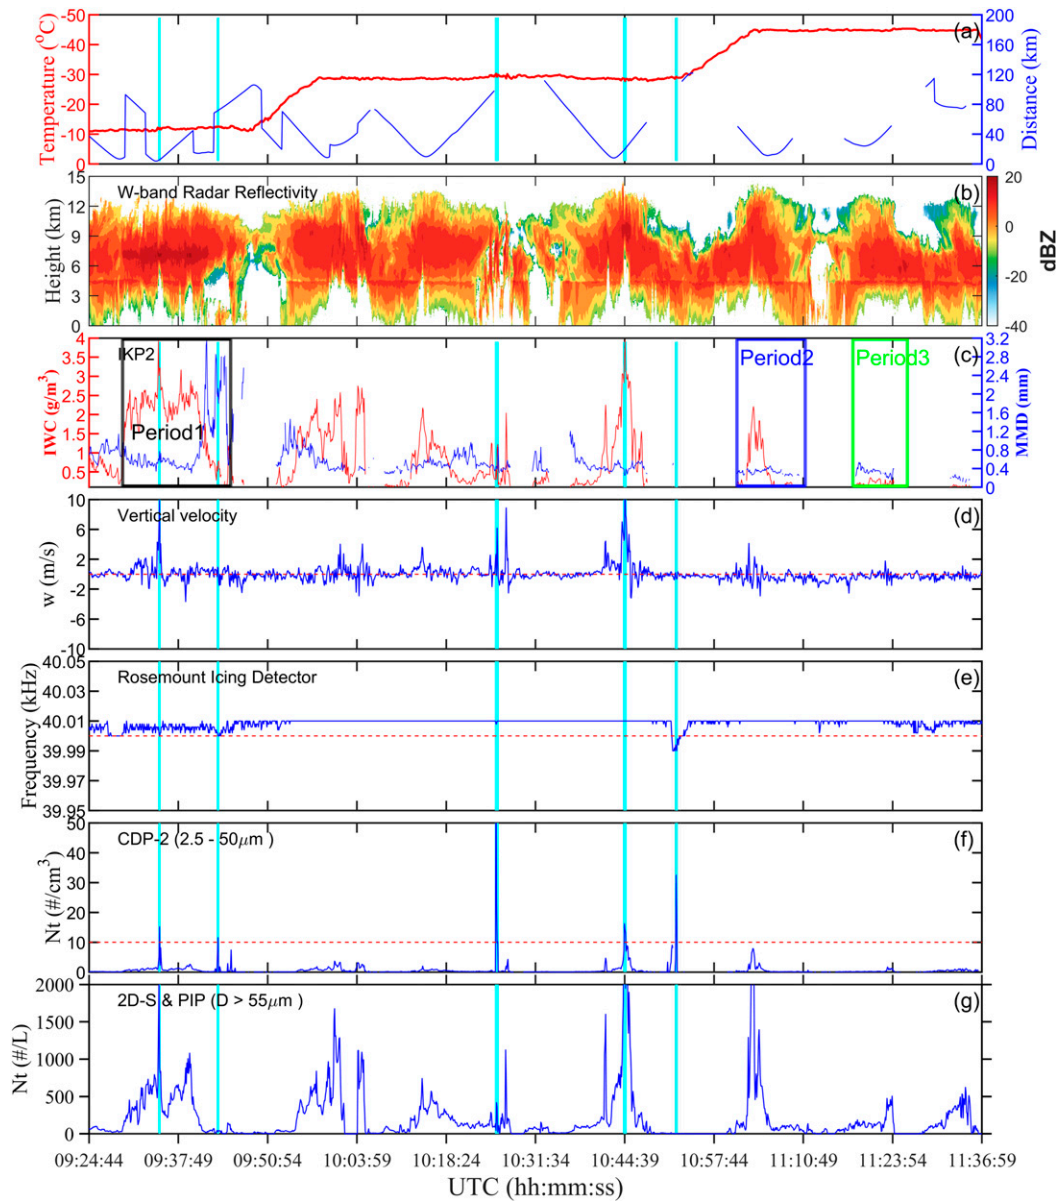 -50
-40
-30
-20
-10
0
Temperature (°C)
(a)
200
160
120
80
40
0
Distance (km)
15
12
9
6
3
0
Height (km)
W-band Radar Reflectivity
(b)
20
0
-20
-40
dBZ
4
3.5
3
2.5
2
1.5
1
0.5
IWC (g/m³)
IKP2
Period1
Period2
Period3
(c)
3.2
2.8
2.4
2
1.6
1.2
0.8
0.4
0
MMD (mm)
10
6
2
-2
-6
-10
w (m/s)
Vertical velocity
(d)
40.05
40.03
40.01
39.99
39.97
39.95
Frequency (kHz)
Rosemount Icing Detector
(e)
50
40
30
20
10
0
Nt (#/cm³)
CDP-2 (2.5 - 50μm )
(f)
2000
1500
1000
500
0
Nt (#/L)
2D-S & PIP (D > 55μm )
(g)
09:24:44 09:37:49 09:50:54 10:03:59 10:18:24 10:31:34 10:44:39 10:57:44 11:10:49 11:23:54 11:36:59
UTC (hh:mm:ss)